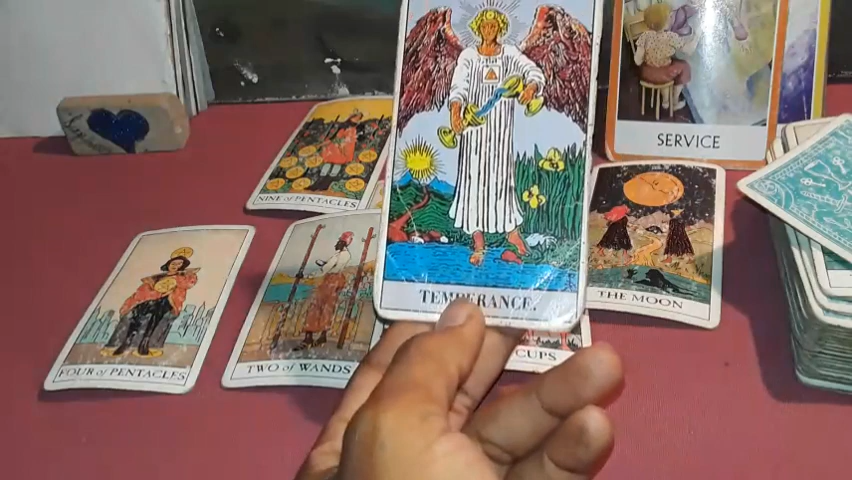 SERVICE
NINE of PENTACLES
TEMPERANCE.
THE MOON
FOUR of PENTACLES
TWO of WANDS
CUPS